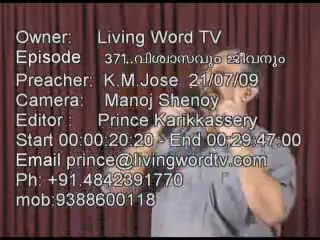 Owner: Living Word TV
Episode 371..വിശ്വാസവും ജീവനും
Preacher: K.M.Jose 21/07/09
Camera: Manoj Shenoy
Editor : Prince Karikkassery
Start 00:00:20:20 - End 00:29:47:00
Email prince@livingwordtv.com
Ph: +91.4842391770
mob:9388600118